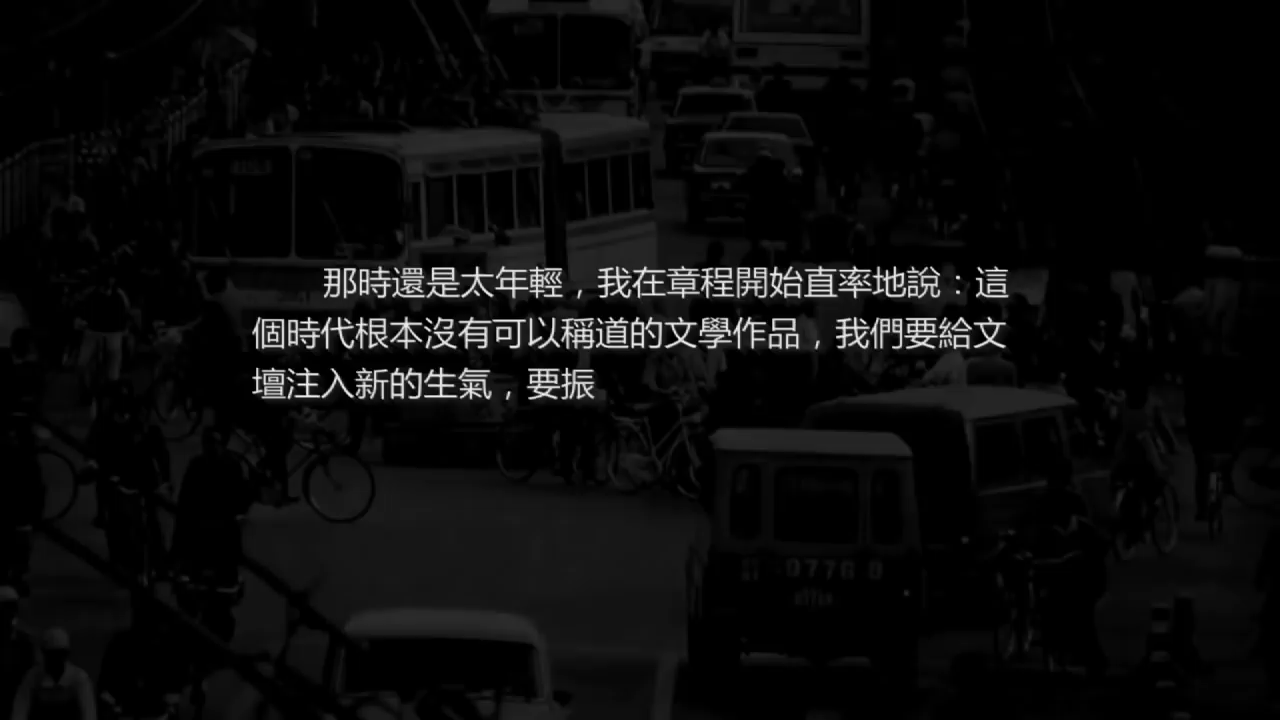 那時還是太年輕，我在章程開始直率地說：這
個時代根本沒有可以稱道的文學作品，我們要給文
壇注入新的生氣，要振